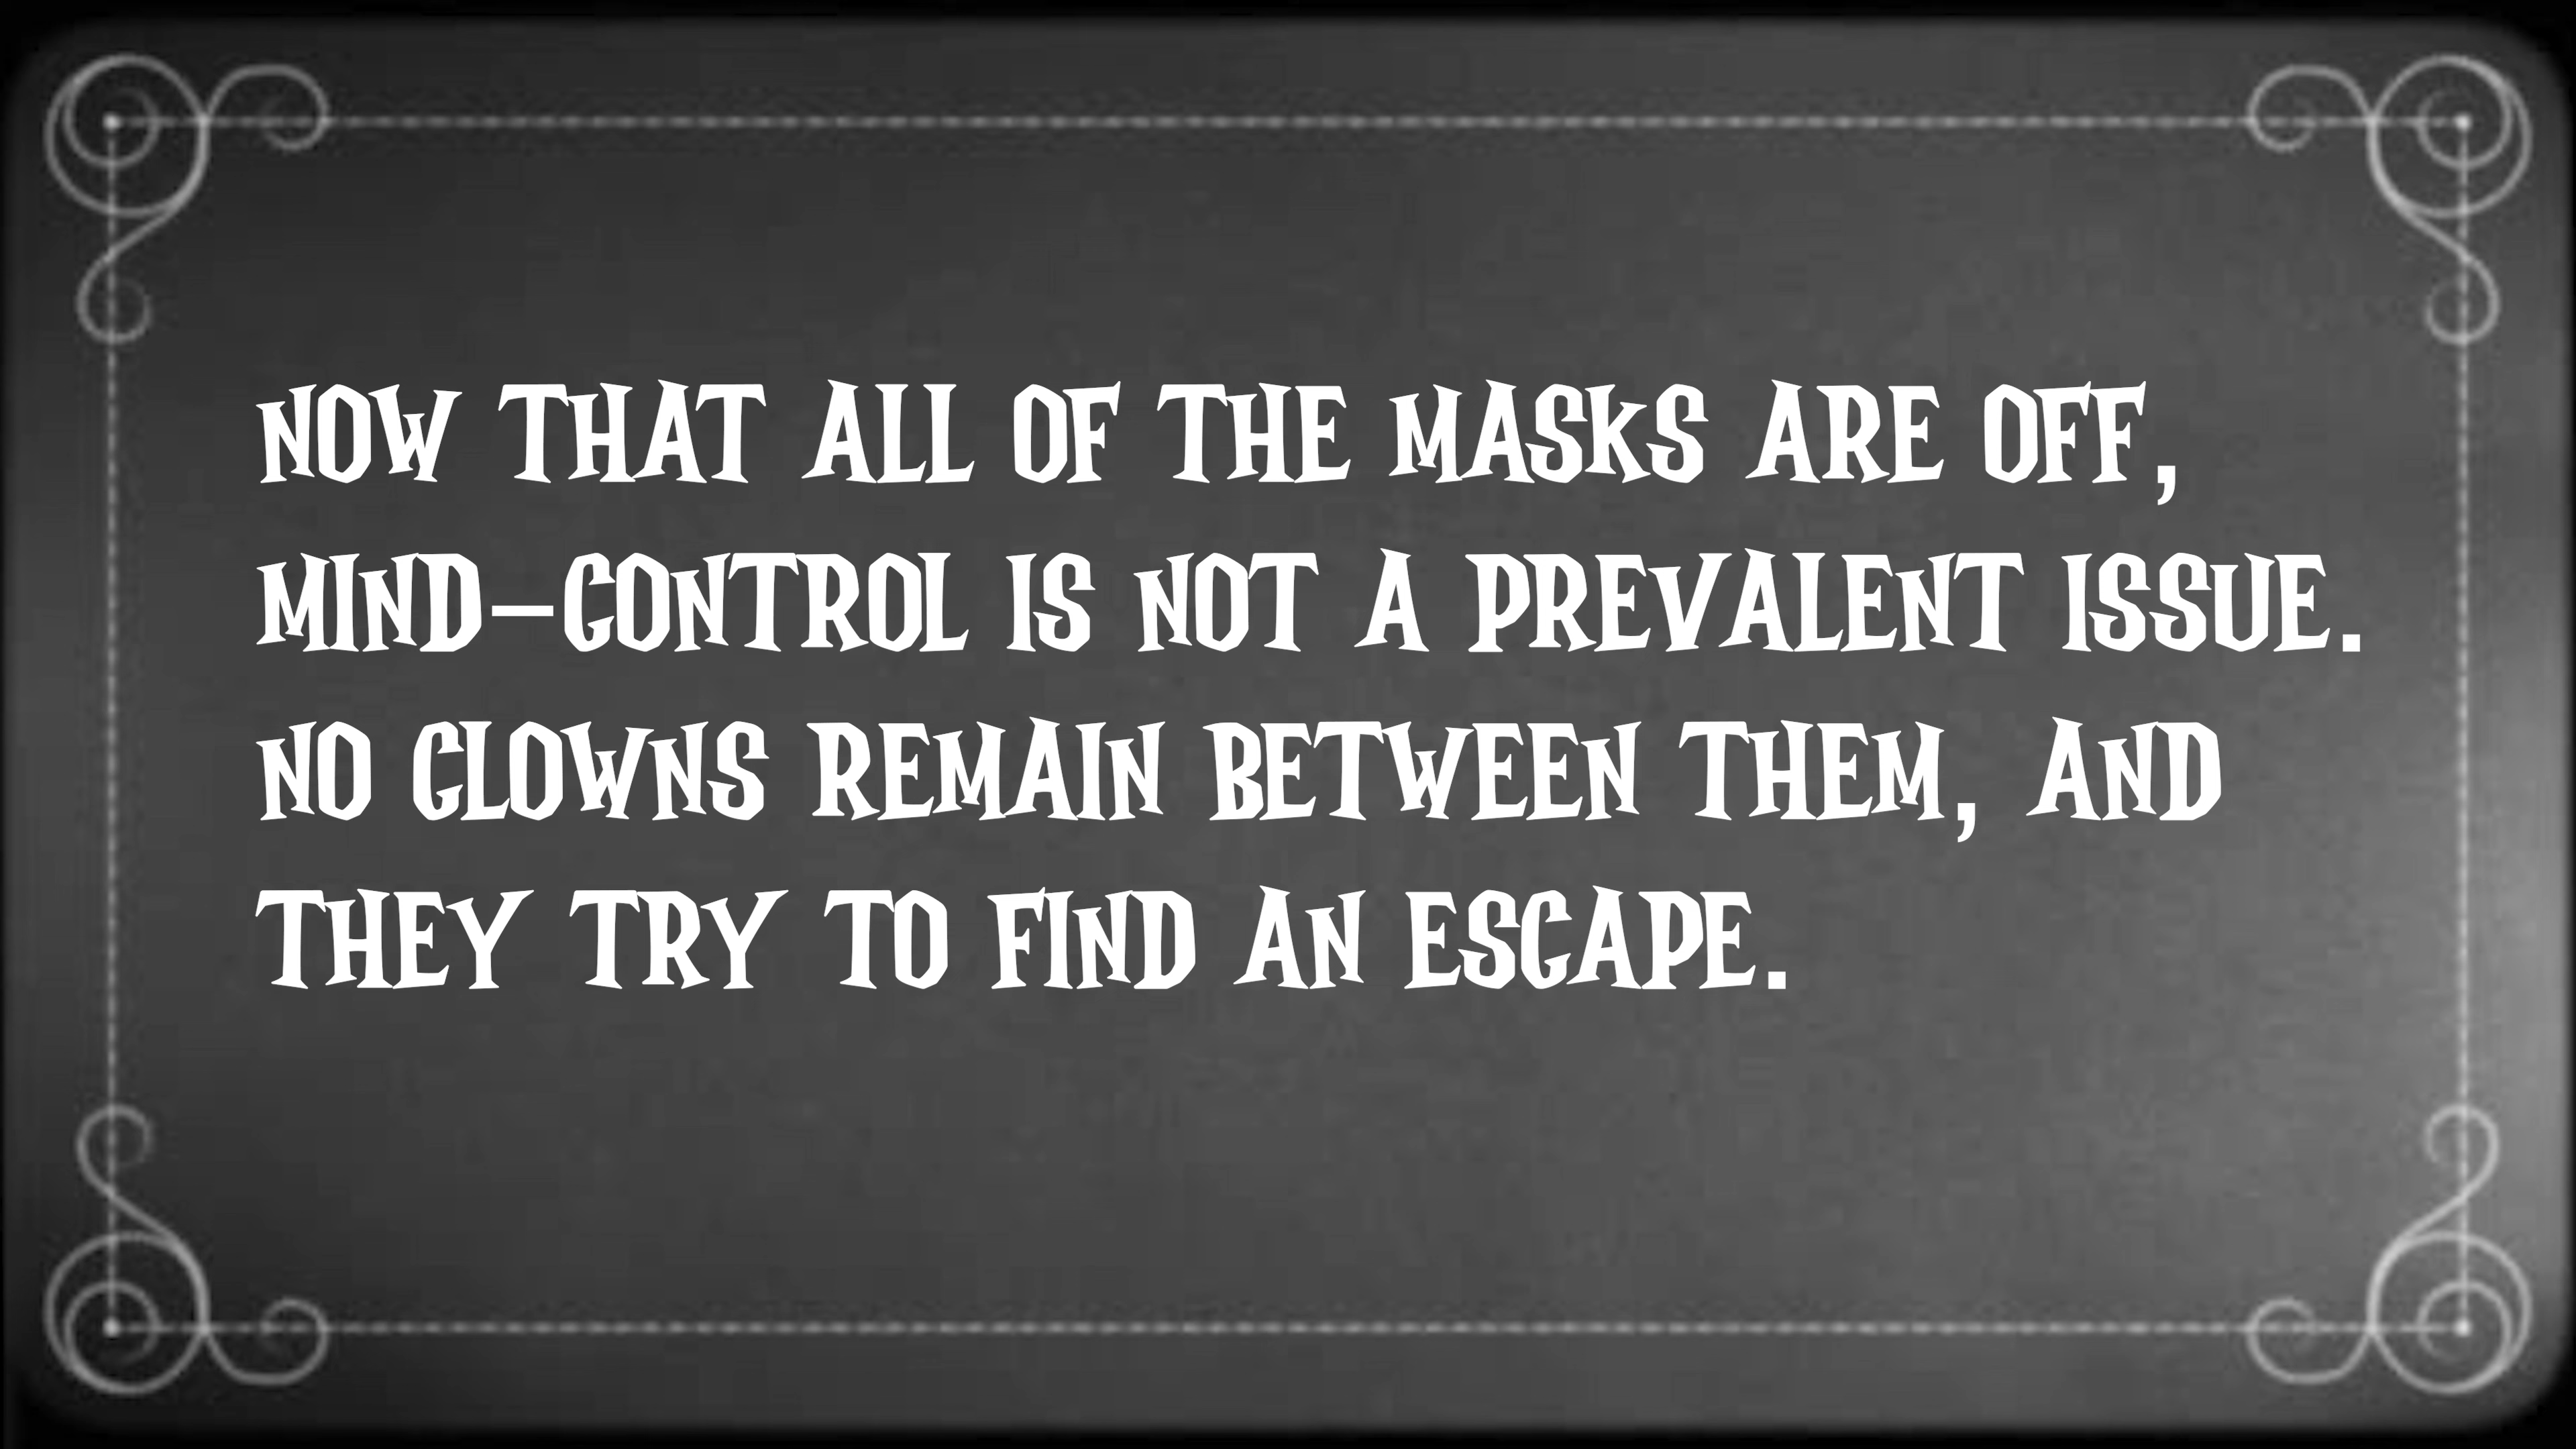 NOW THAT ALL OF THE MASKS ARE OFF,
MIND-CONTROL IS NOT A PREVALENT ISSUE.
NO CLOWNS REMAIN BETWEEN THEM, AND
THEY TRY TO FIND AN ESCAPE.